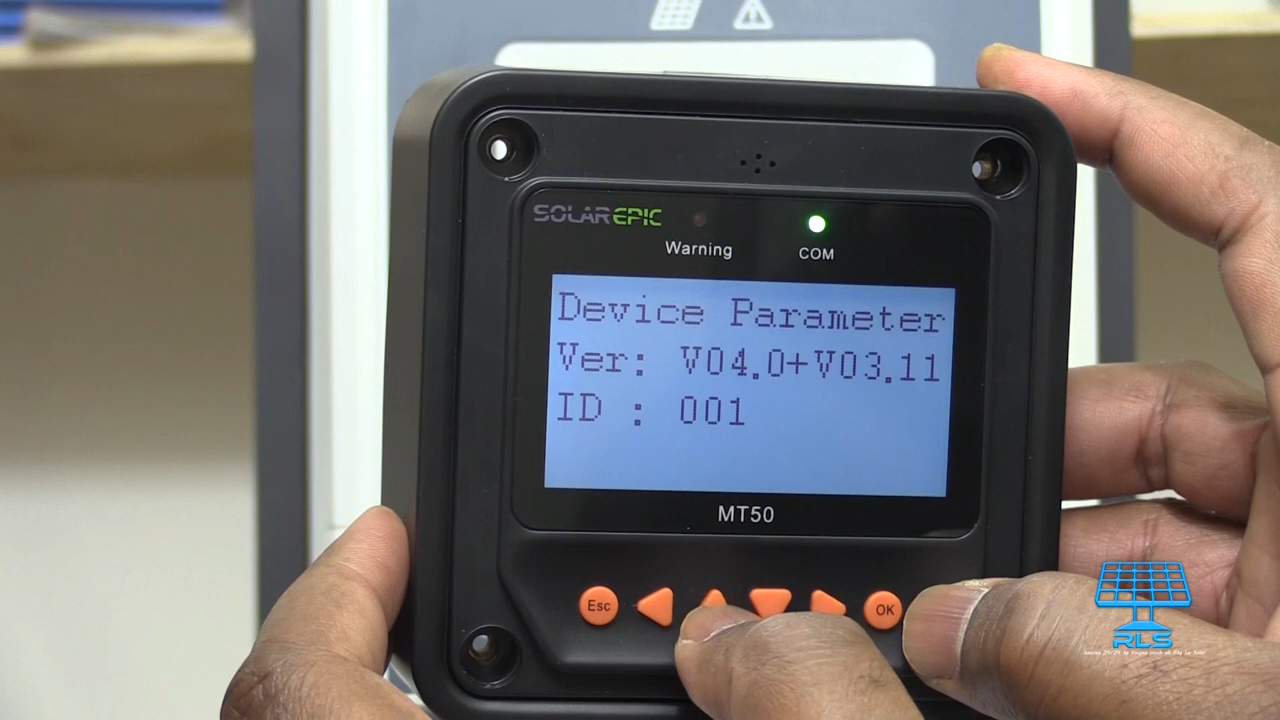 SOLAR EPIC
Warning
COM
Device Parameter
Ver: V04.0+V03.11
ID : 001
MT50
Esc
OK
RLS